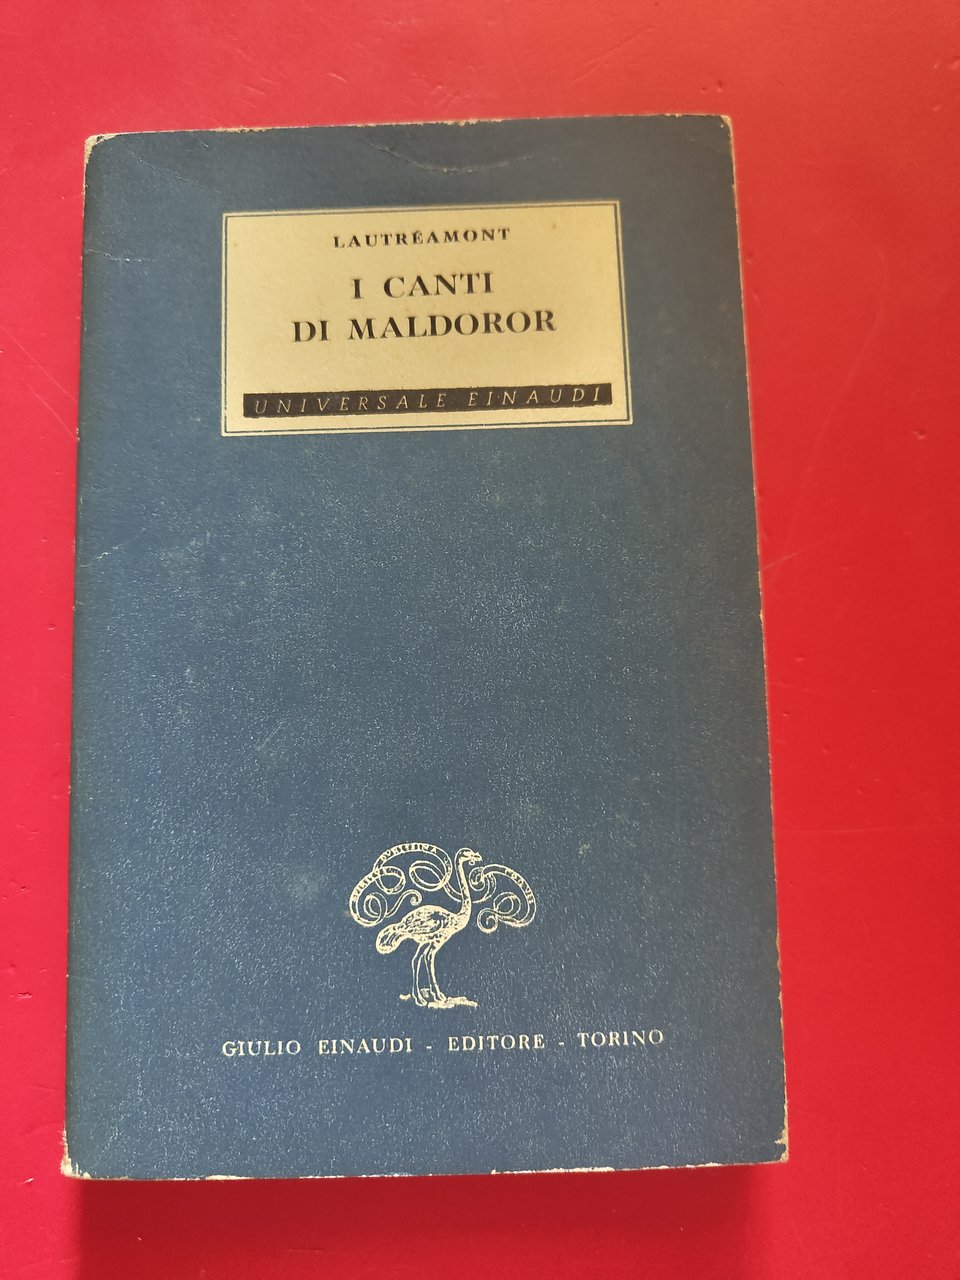 LAUTRÉAMONT
I CANTI
DI MALDOROR
UNIVERSALE EINAUDI
GIULIO EINAUDI - EDITORE - TORINO